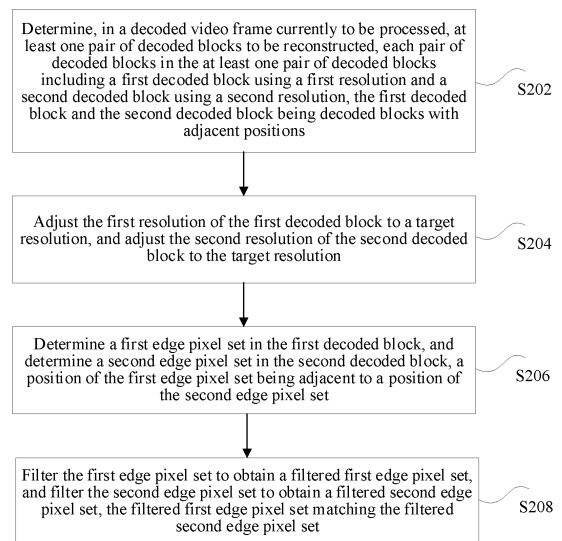 Determine, in a decoded video frame currently to be processed, at
least one pair of decoded blocks to be reconstructed, each pair of
decoded blocks in the at least one pair of decoded blocks
including a first decoded block using a first resolution and a
second decoded block using a second resolution, the first decoded
block and the second decoded block being decoded blocks with
adjacent positions
S202
Adjust the first resolution of the first decoded block to a target
resolution, and adjust the second resolution of the second decoded
block to the target resolution
S204
Determine a first edge pixel set in the first decoded block, and
determine a second edge pixel set in the second decoded block, a
position of the first edge pixel set being adjacent to a position of
the second edge pixel set
S206
Filter the first edge pixel set to obtain a filtered first edge pixel set,
and filter the second edge pixel set to obtain a filtered second edge
pixel set, the filtered first edge pixel set matching the filtered
second edge pixel set
S208